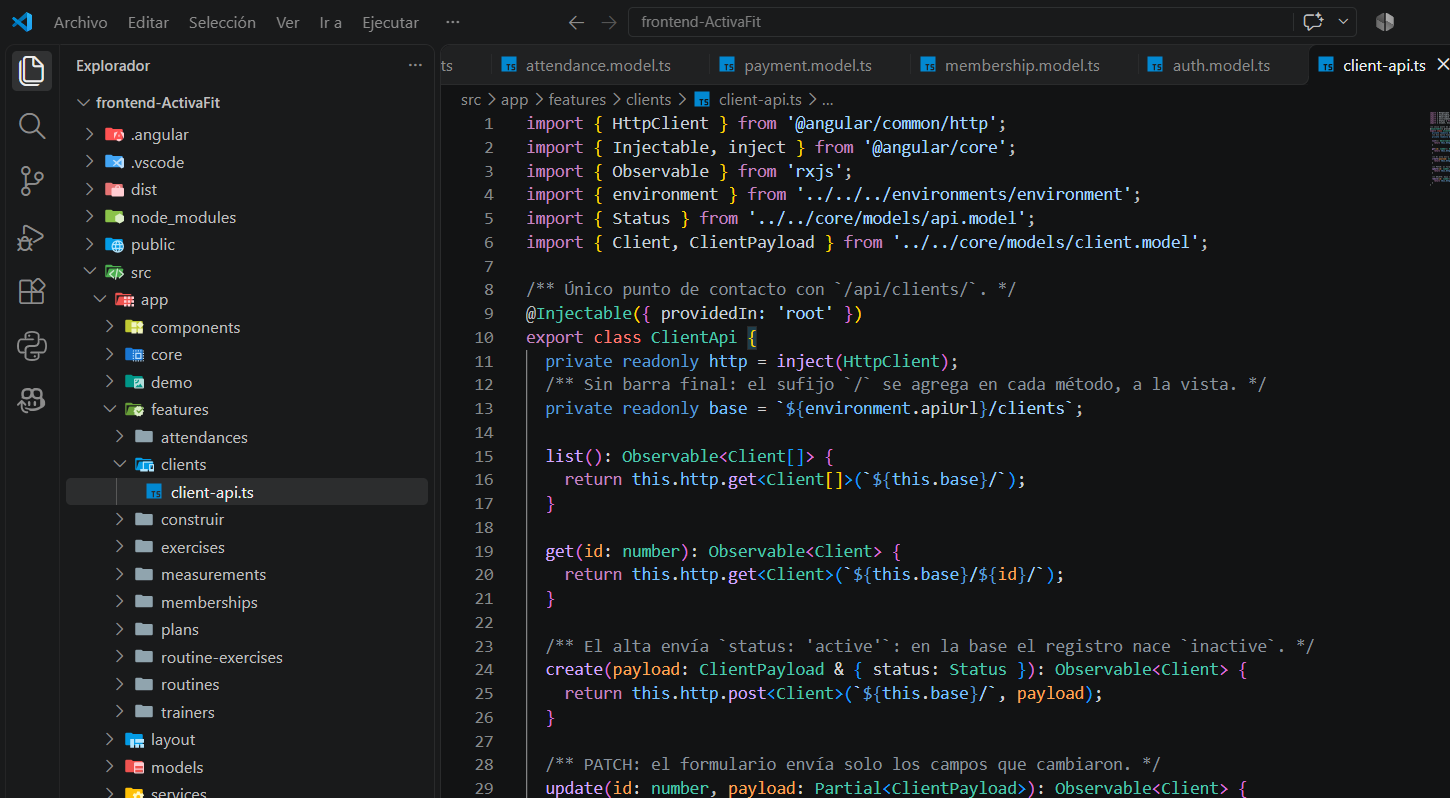 Archivo Editar Selección Ver Ir a Ejecutar ···
frontend-ActivaFit
Explorador ···
frontend-ActivaFit
.angular
.vscode
dist
node_modules
public
src
app
components
core
demo
features
attendances
clients
client-api.ts
construir
exercises
measurements
memberships
plans
routine-exercises
routines
trainers
layout
models
services
ts
TS attendance.model.ts
TS payment.model.ts
TS membership.model.ts
TS auth.model.ts
TS client-api.ts
src > app > features > clients > TS client-api.ts > ...
1 import { HttpClient } from '@angular/common/http';
2 import { Injectable, inject } from '@angular/core';
3 import { Observable } from 'rxjs';
4 import { environment } from '../../../environments/environment';
5 import { Status } from '../../core/models/api.model';
6 import { Client, ClientPayload } from '../../core/models/client.model';
7
8 /** Único punto de contacto con `/api/clients/`. */
9 @Injectable({ providedIn: 'root' })
10 export class ClientApi {
11   private readonly http = inject(HttpClient);
12   /** Sin barra final: el sufijo `/` se agrega en cada método, a la vista. */
13   private readonly base = `${environment.apiUrl}/clients`;
14
15   list(): Observable<Client[]> {
16     return this.http.get<Client[]>(`${this.base}/`);
17   }
18
19   get(id: number): Observable<Client> {
20     return this.http.get<Client>(`${this.base}/${id}/`);
21   }
22
23   /** El alta envía `status: 'active'`: en la base el registro nace `inactive`. */
24   create(payload: ClientPayload & { status: Status }): Observable<Client> {
25     return this.http.post<Client>(`${this.base}/`, payload);
26   }
27
28   /** PATCH: el formulario envía solo los campos que cambiaron. */
29   update(id: number, payload: Partial<ClientPayload>): Observable<Client> {